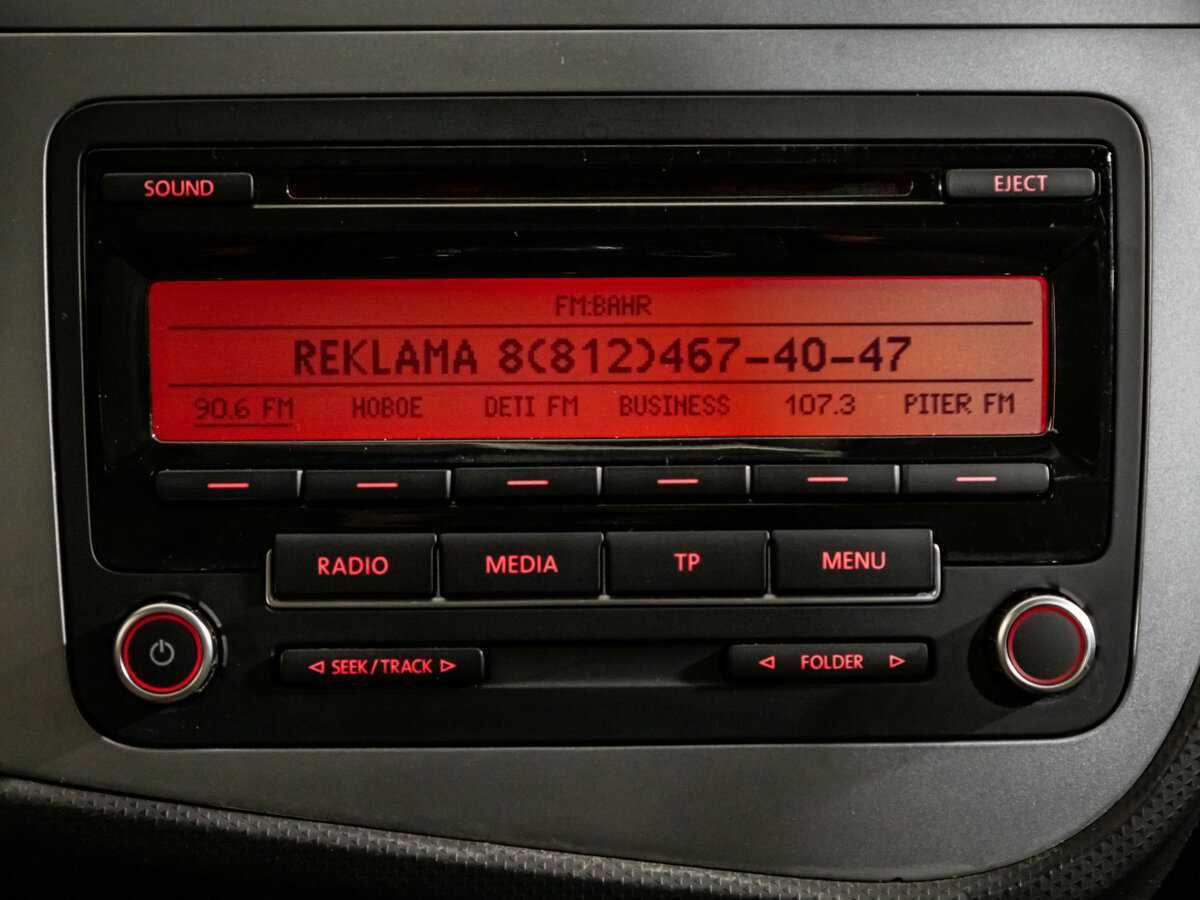 SOUND EJECT
FM:BAHR
REKLAMA 8(812)467-40-47
90.6 FM HOBOE DETI FM BUSINESS 107.3 PITER FM
RADIO MEDIA TP MENU
SEEK/TRACK FOLDER